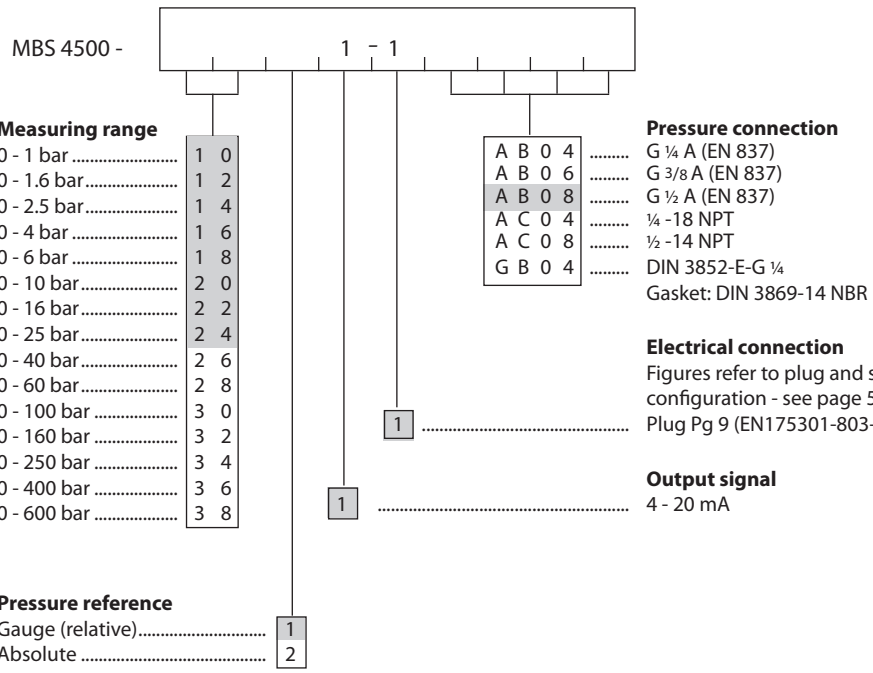 MBS 4500 -
1 - 1
Measuring range
0 - 1 bar ...................... 1 0
0 - 1.6 bar.................... 1 2
0 - 2.5 bar.................... 1 4
0 - 4 bar ...................... 1 6
0 - 6 bar ...................... 1 8
0 - 10 bar..................... 2 0
0 - 16 bar..................... 2 2
0 - 25 bar..................... 2 4
0 - 40 bar..................... 2 6
0 - 60 bar..................... 2 8
0 - 100 bar .................. 3 0
0 - 160 bar .................. 3 2
0 - 250 bar .................. 3 4
0 - 400 bar .................. 3 6
0 - 600 bar .................. 3 8
Pressure connection
A B 0 4 ......... G ¼ A (EN 837)
A B 0 6 ......... G 3/8 A (EN 837)
A B 0 8 ......... G ½ A (EN 837)
A C 0 4 ......... ¼ -18 NPT
A C 0 8 ......... ½ -14 NPT
G B 0 4 ......... DIN 3852-E-G ¼
Gasket: DIN 3869-14 NBR
Electrical connection
Figures refer to plug and
configuration - see page 5
1 ............................................. Plug Pg 9 (EN175301-803-
Output signal
1 ...................................................... 4 - 20 mA
Pressure reference
Gauge (relative)............................ 1
Absolute ........................................ 2